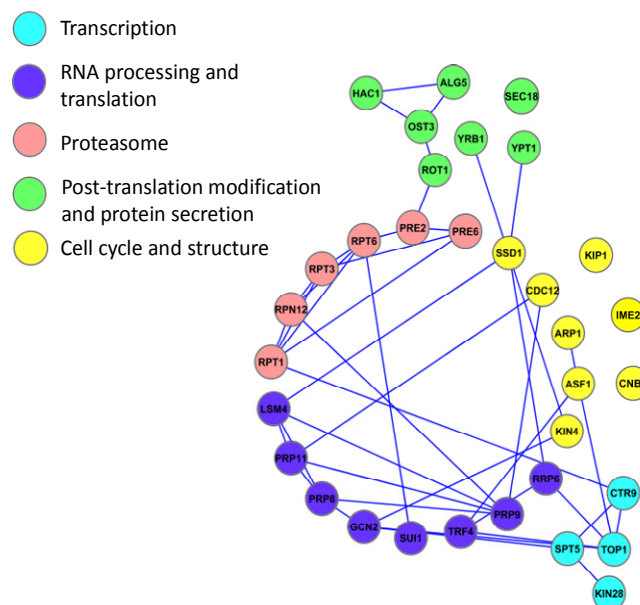 Transcription
RNA processing and
translation
Proteasome
Post-translation modification
and protein secretion
Cell cycle and structure
ALG5
HAC1
SEC18
OST3
YRB1
YPT1
ROT1
PRE2
PRE6
RPT6
SSD1
KIP1
RPT3
CDC12
RPN12
IME2
ARP1
RPT1
ASF1
CNB
LSM4
KIN4
PRP11
RRP6
CTR9
PRP8
PRP9
GCN2
TRF4
SUI1
SPT5
TOP1
KIN28